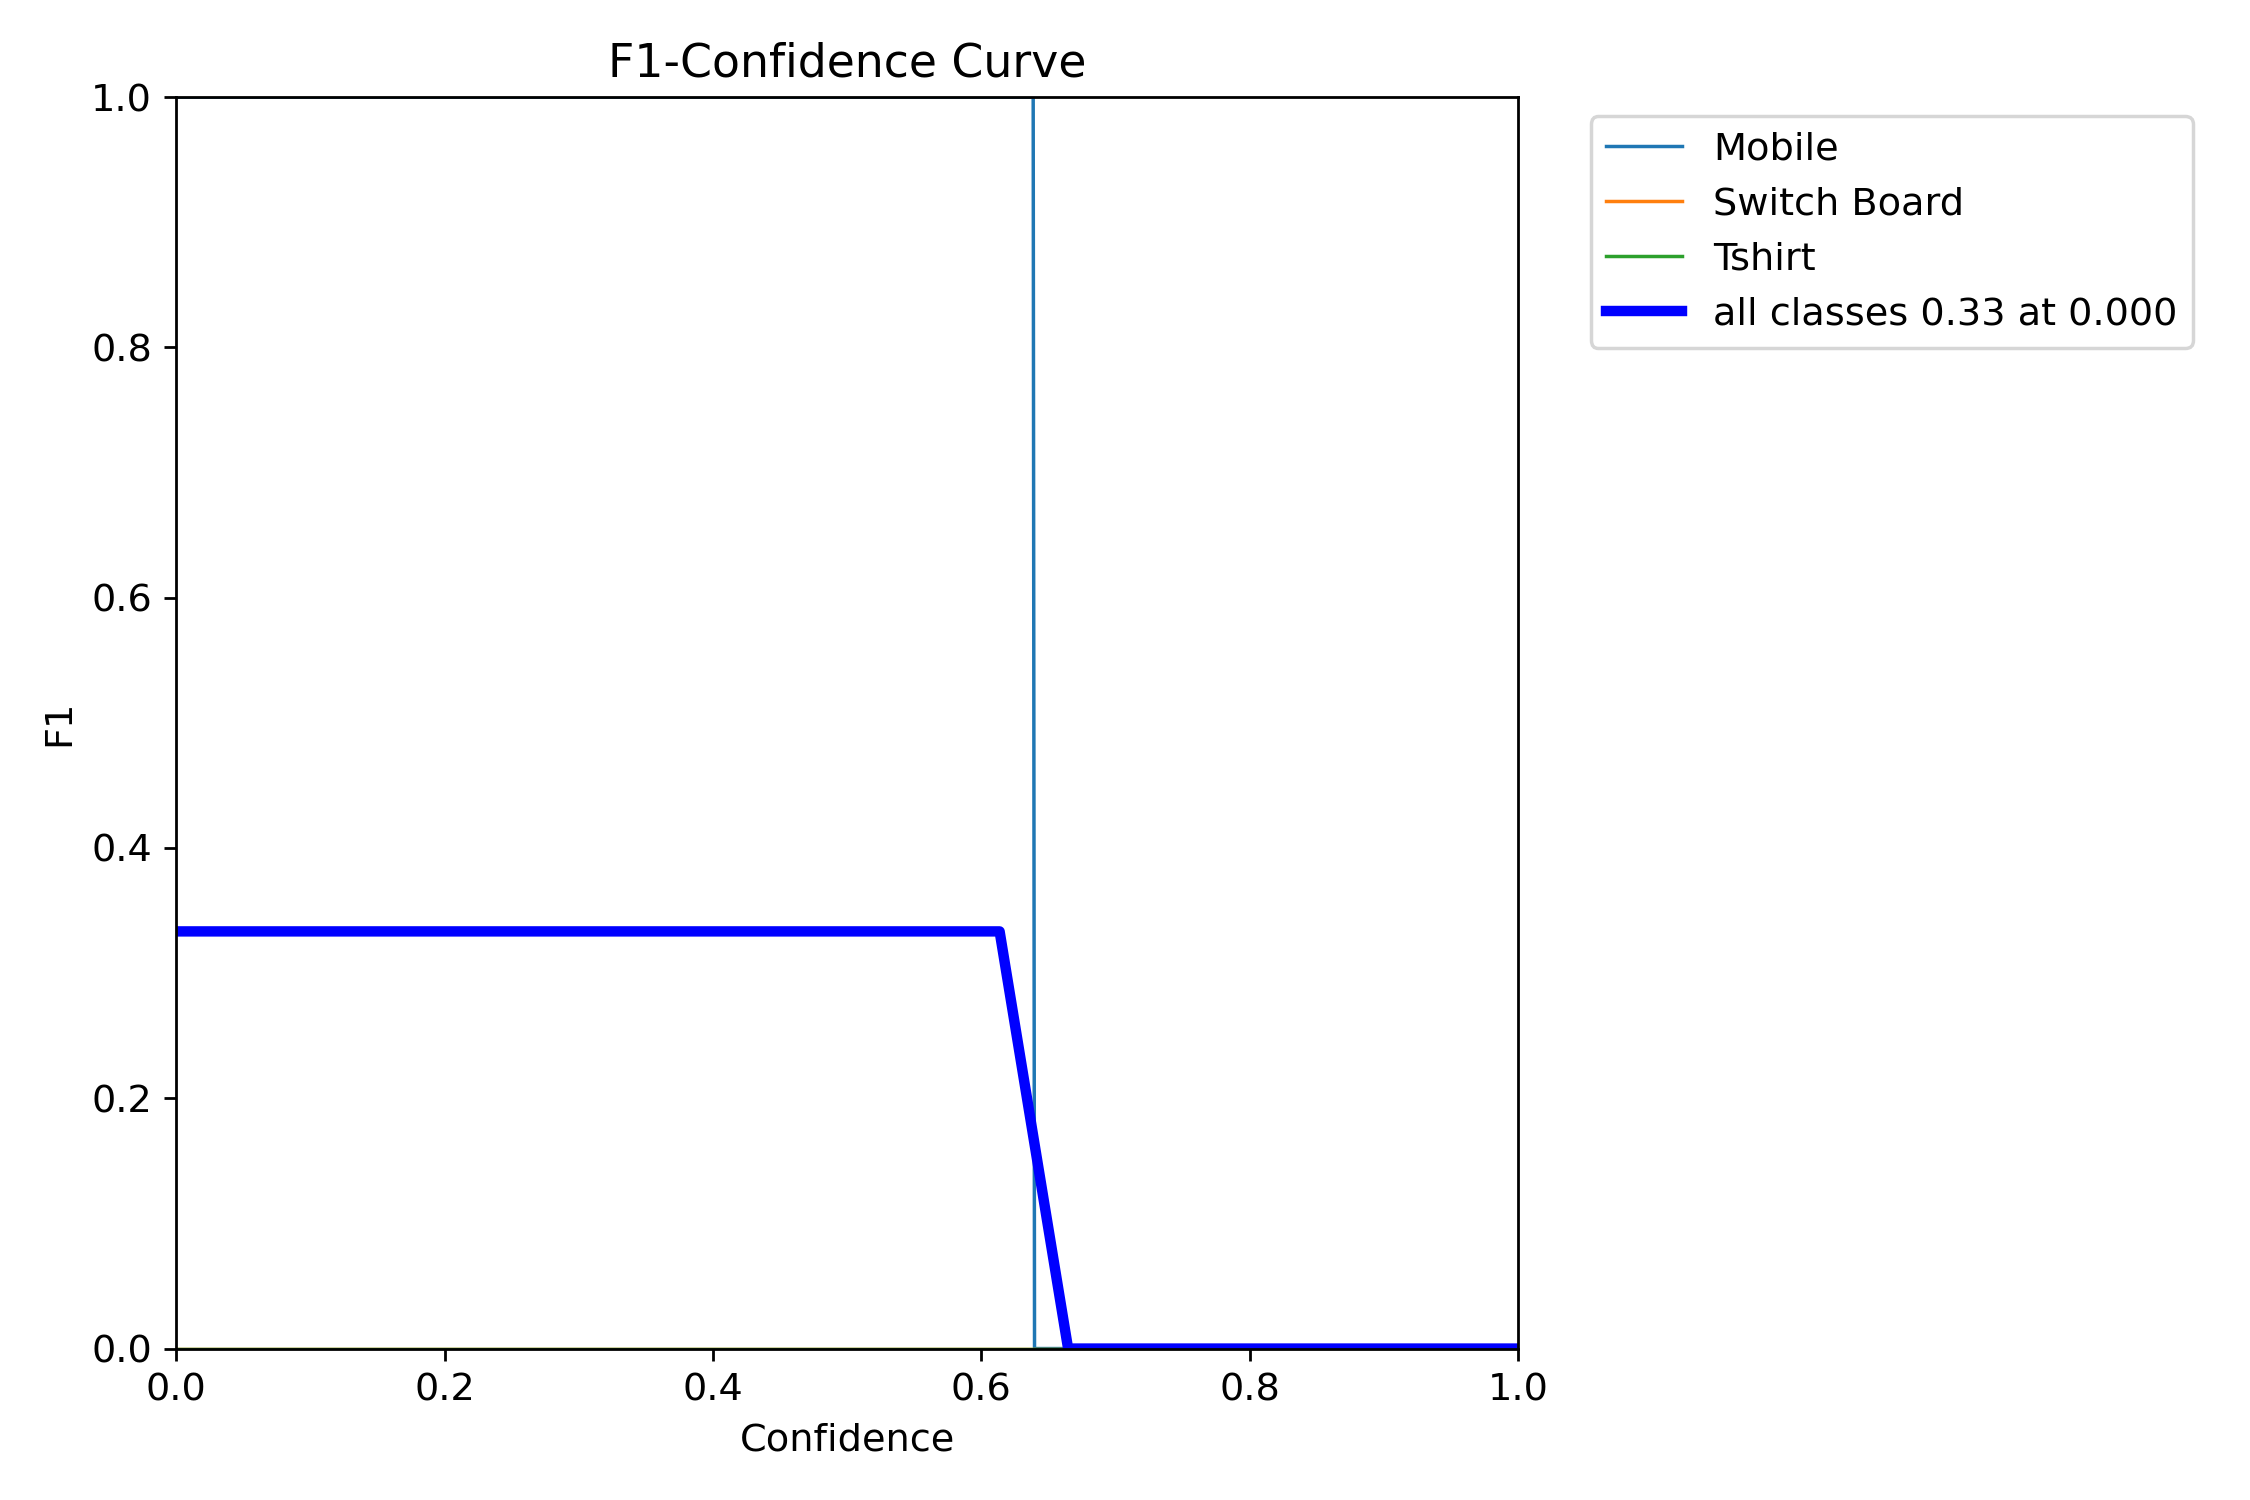 F1-Confidence Curve
1.0
0.8
0.6
0.4
0.2
0.0
F1
0.0 0.2 0.4 0.6 0.8 1.0
Confidence
Mobile
Switch Board
Tshirt
all classes 0.33 at 0.000